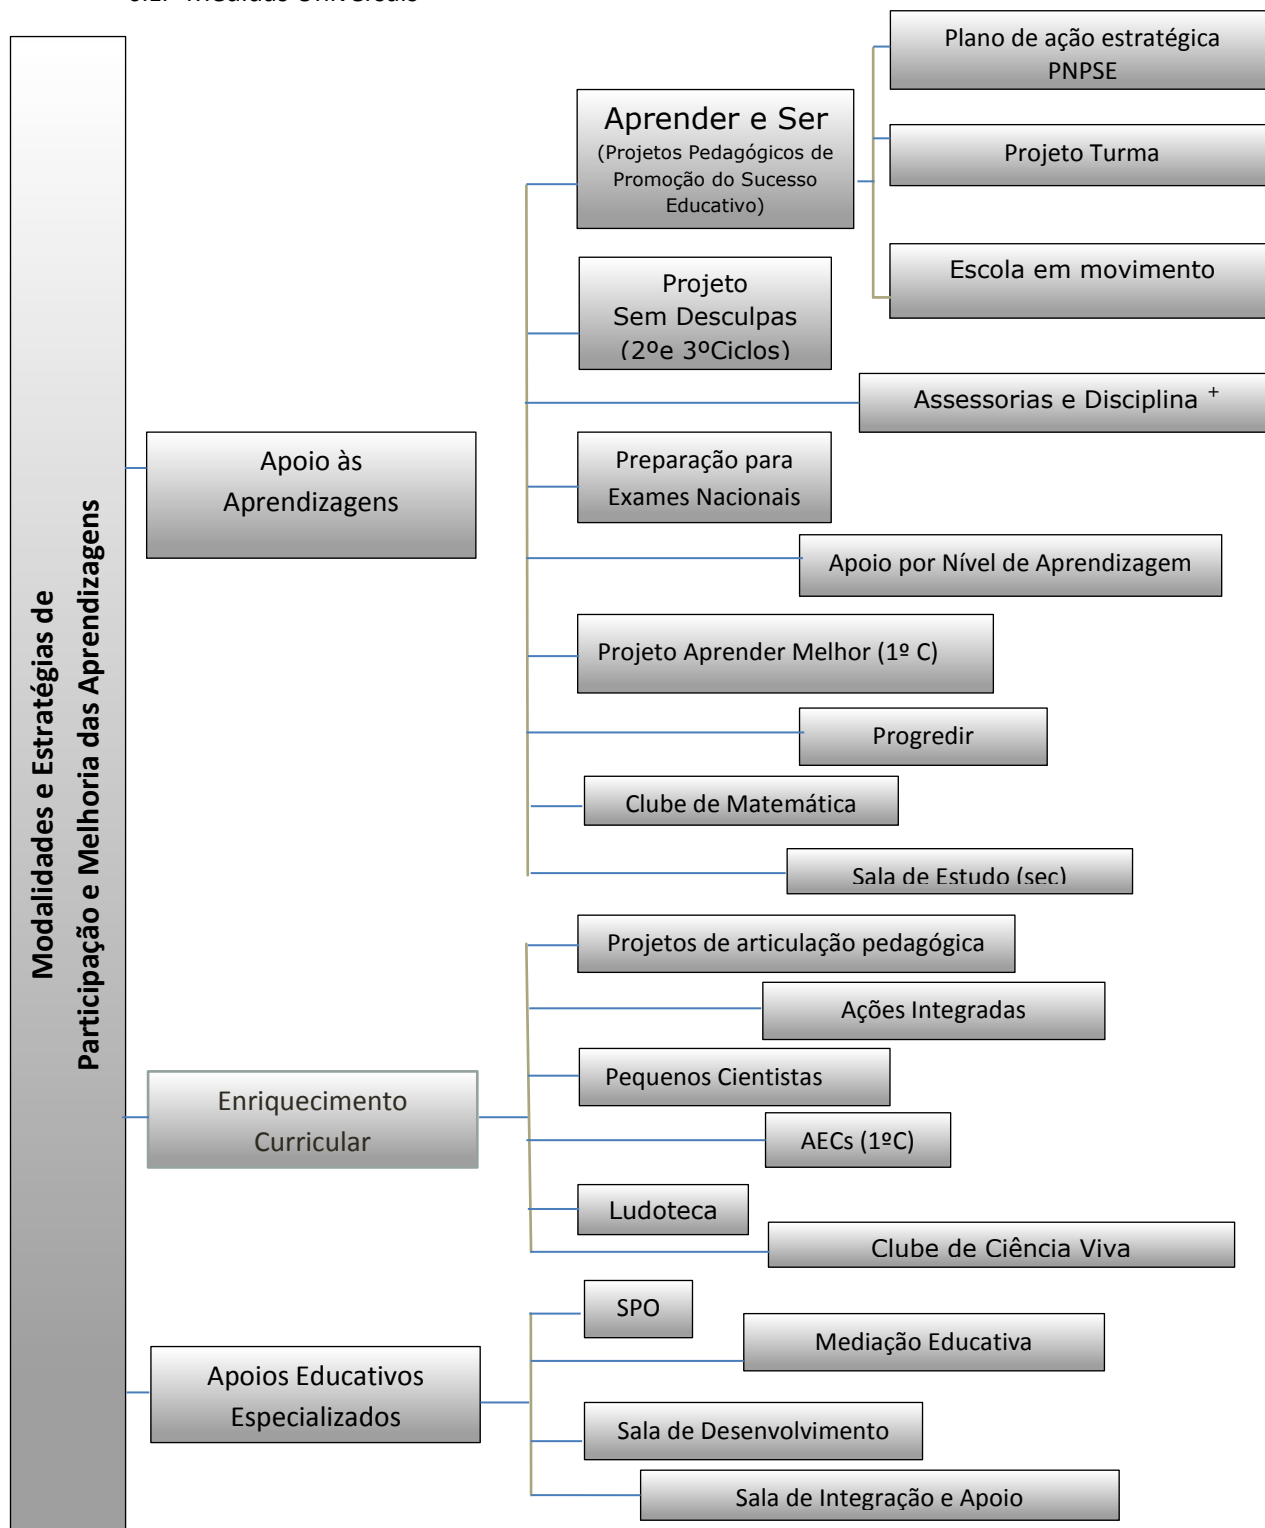 Medidas Universais
Plano de ação estratégica
PNPSE
Aprender e Ser
(Projetos Pedagógicos de
Promoção do Sucesso
Educativo)
Projeto Turma
Escola em movimento
Projeto
Sem Desculpas
(2ºe 3ºCiclos)
Assessorias e Disciplina +
Apoio às
Aprendizagens
Preparação para
Exames Nacionais
Apoio por Nível de Aprendizagem
Projeto Aprender Melhor (1º C)
Progredir
Clube de Matemática
Sala de Estudo (sec)
Modalidades e Estratégias de
Participação e Melhoria das Aprendizagens
Projetos de articulação pedagógica
Ações Integradas
Pequenos Cientistas
Enriquecimento
Curricular
AECs (1ºC)
Ludoteca
Clube de Ciência Viva
SPO
Mediação Educativa
Apoios Educativos
Especializados
Sala de Desenvolvimento
Sala de Integração e Apoio